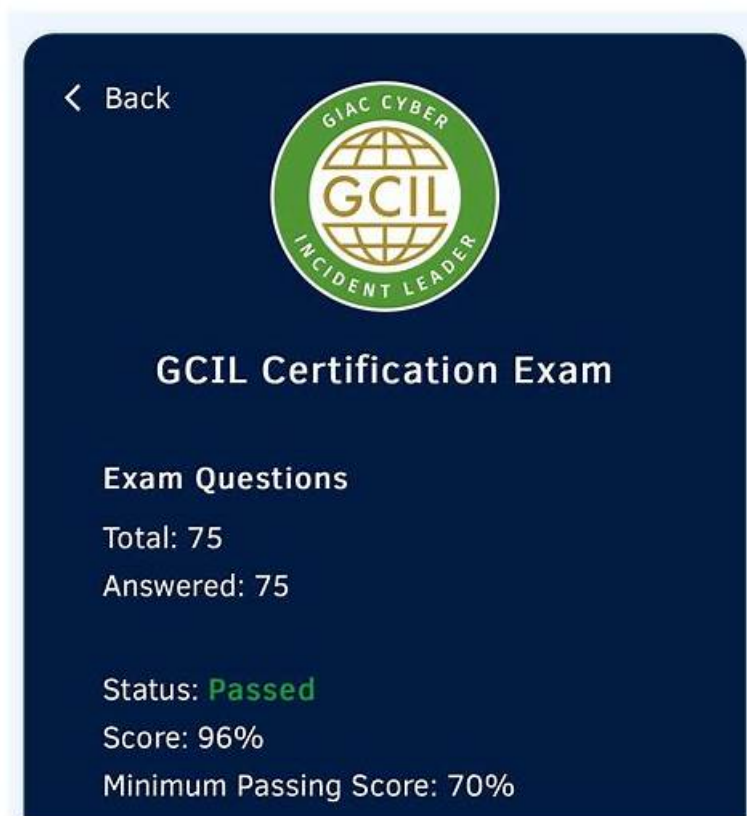 Back
GIAC CYBER
GCIL
INCIDENT LEADER
GCIL Certification Exam
Exam Questions
Total: 75
Answered: 75
Status: Passed
Score: 96%
Minimum Passing Score: 70%